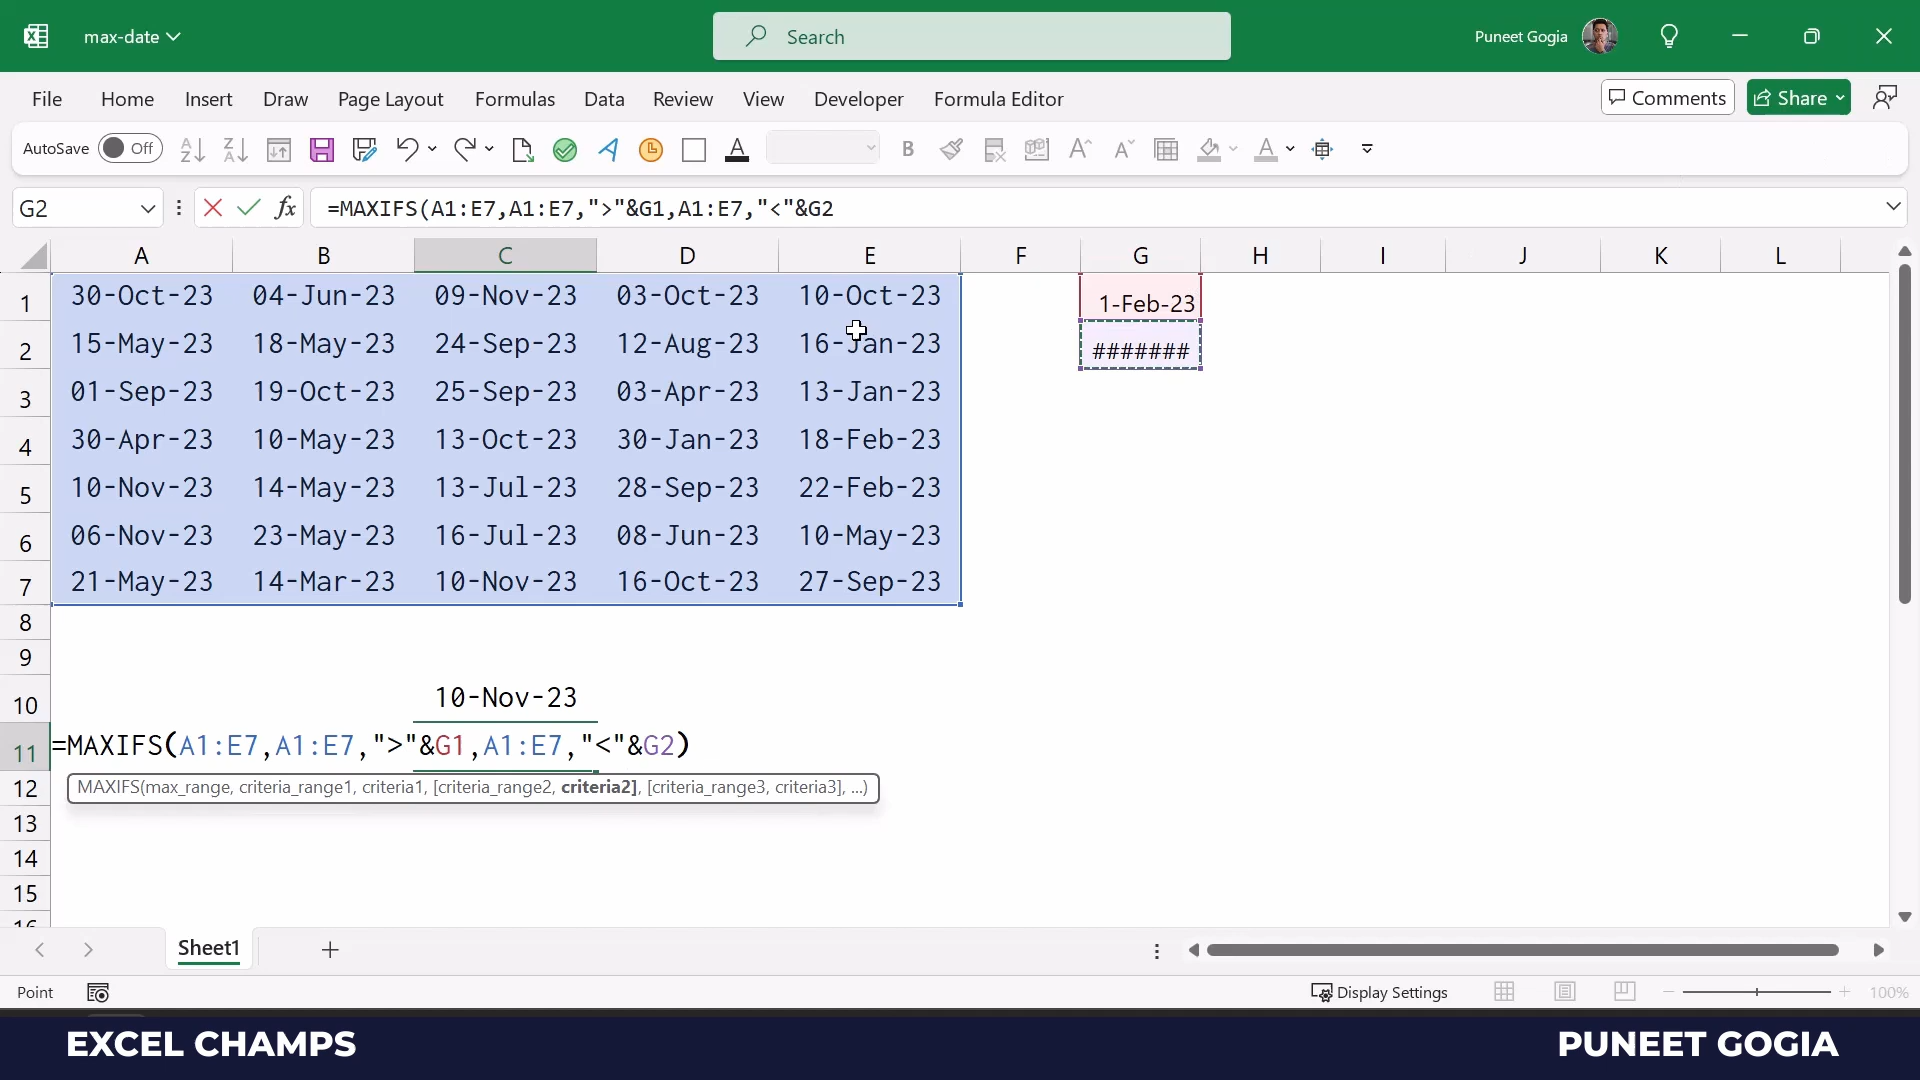 max-date
Search
Puneet Gogia
File Home Insert Draw Page Layout Formulas Data Review View Developer Formula Editor Comments Share
AutoSave Off
G2 fx =MAXIFS(A1:E7,A1:E7,">"&G1,A1:E7,"<"&G2
A B C D E F G H I J K L
1 30-Oct-23 04-Jun-23 09-Nov-23 03-Oct-23 10-Oct-23 1-Feb-23
2 15-May-23 18-May-23 24-Sep-23 12-Aug-23 16-Jan-23 #######
3 01-Sep-23 19-Oct-23 25-Sep-23 03-Apr-23 13-Jan-23
4 30-Apr-23 10-May-23 13-Oct-23 30-Jan-23 18-Feb-23
5 10-Nov-23 14-May-23 13-Jul-23 28-Sep-23 22-Feb-23
6 06-Nov-23 23-May-23 16-Jul-23 08-Jun-23 10-May-23
7 21-May-23 14-Mar-23 10-Nov-23 16-Oct-23 27-Sep-23
8
9
10 10-Nov-23
11 =MAXIFS(A1:E7,A1:E7,">"&G1,A1:E7,"<"&G2)
12 MAXIFS(max_range, criteria_range1, criteria1, [criteria_range2, criteria2], [criteria_range3, criteria3], ...)
13
14
15
16
Sheet1
Point Display Settings 100%
EXCEL CHAMPS PUNEET GOGIA